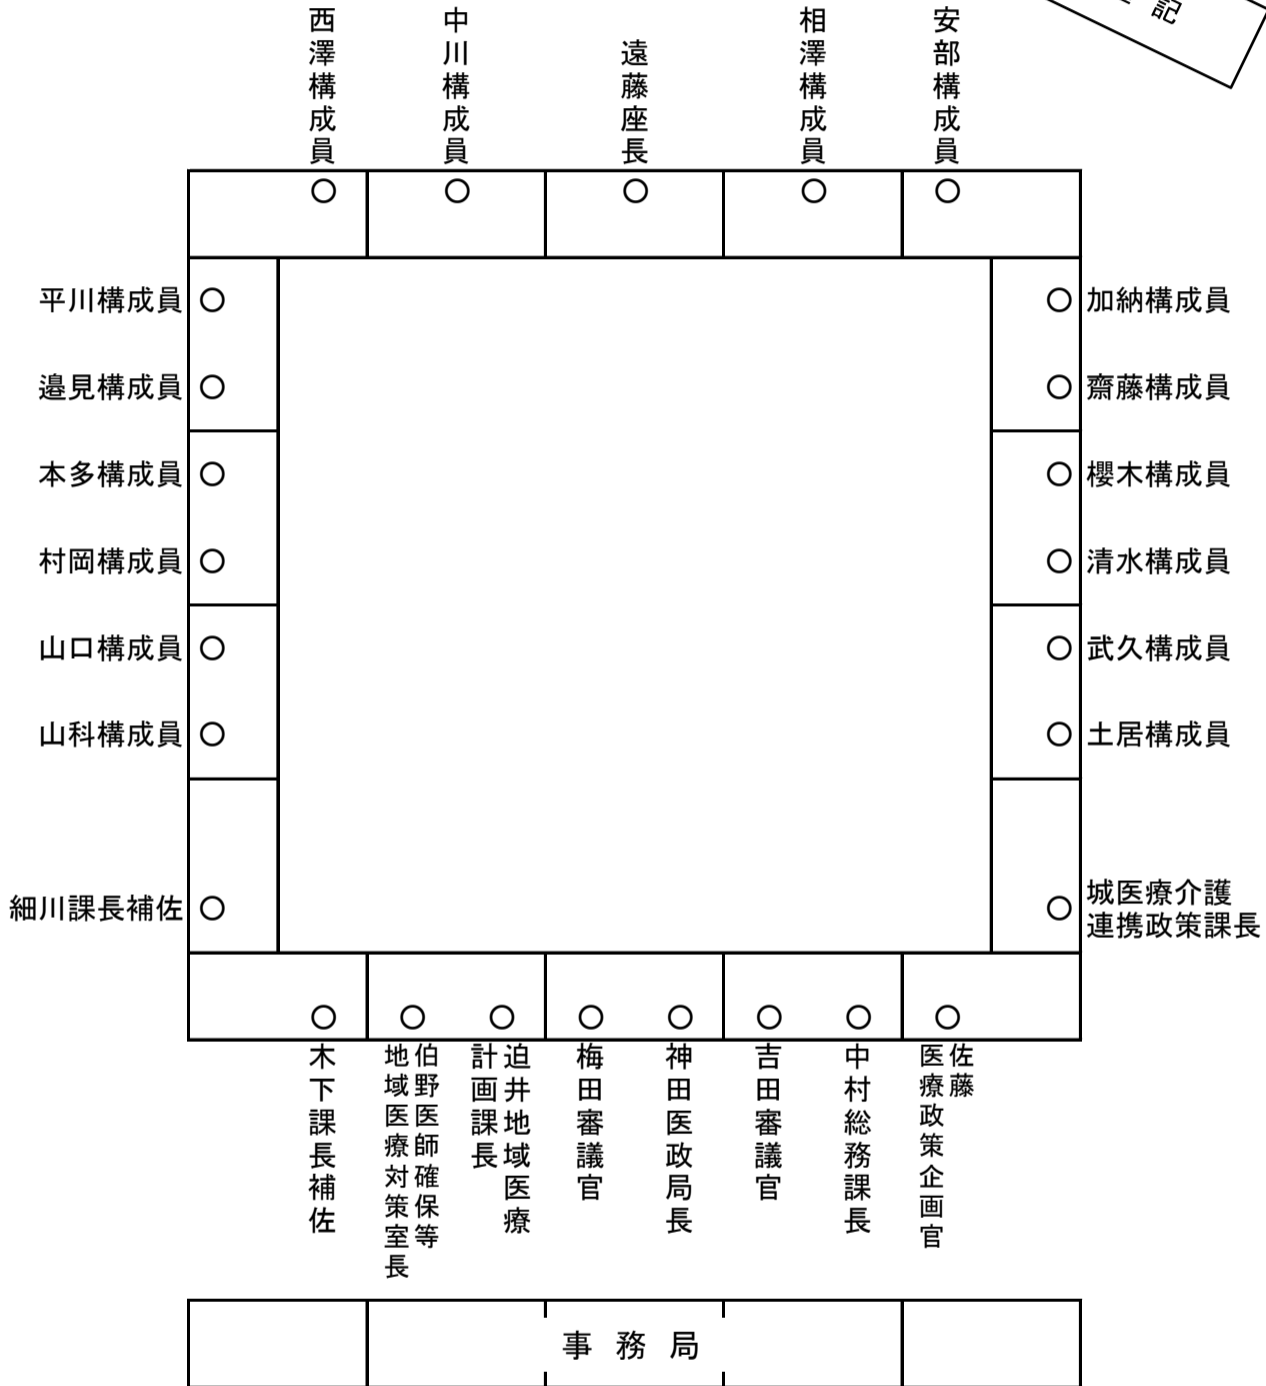 西澤構成員
中川構成員
遠藤座長
相澤構成員
安部構成員
記
平川構成員
邉見構成員
本多構成員
村岡構成員
山口構成員
山科構成員
細川課長補佐
加納構成員
齋藤構成員
櫻木構成員
清水構成員
武久構成員
土居構成員
城医療介護
連携政策課長
木下課長補佐
伯野医師確保等
地域医療対策室長
迫井地域医療
計画課長
梅田審議官
神田医政局長
吉田審議官
中村総務課長
佐藤
医療政策企画官
事務局